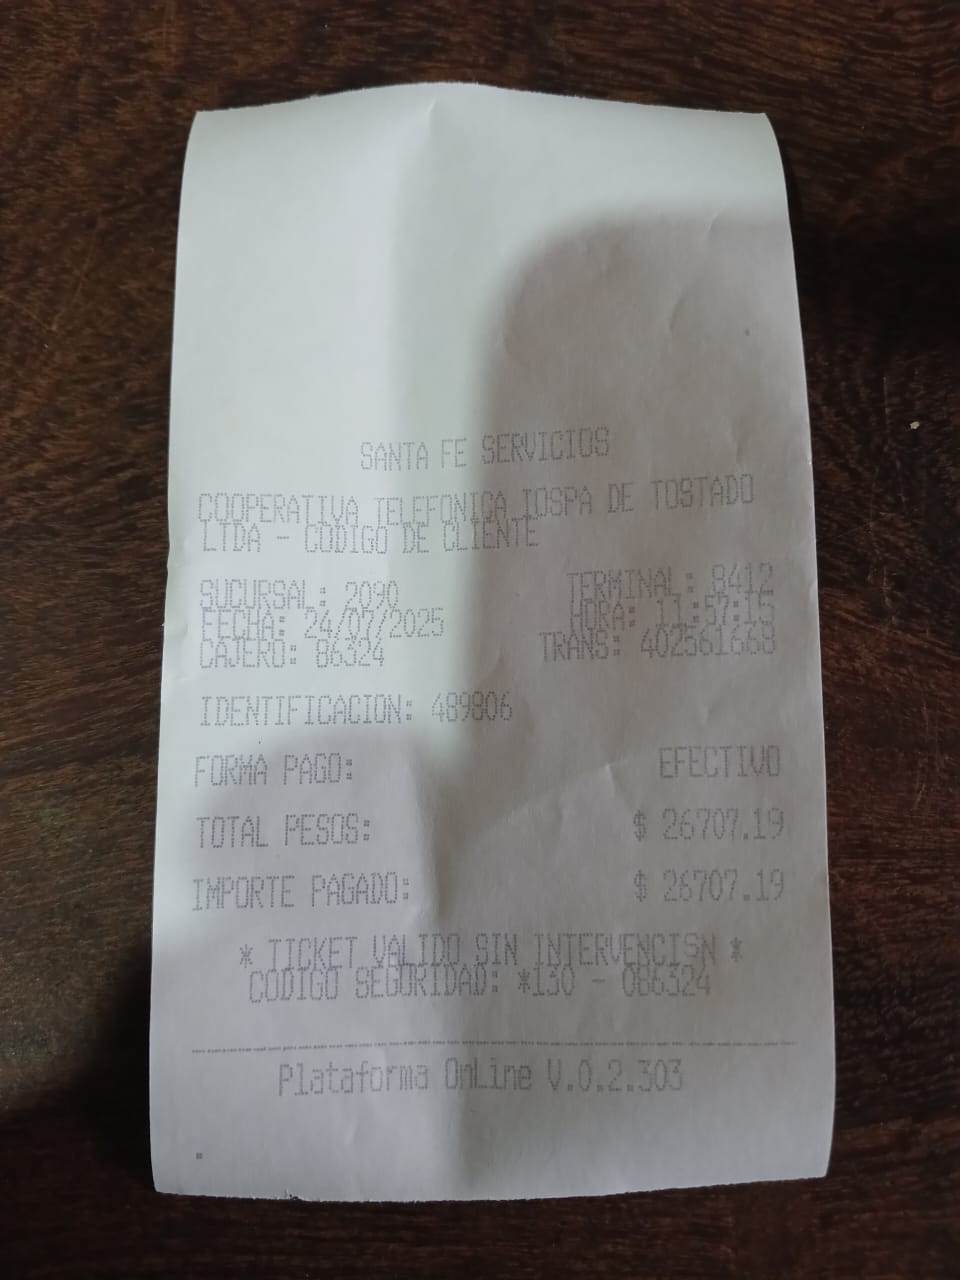 SANTA FE SERVICIOS
COOPERATIVA TELEFONICA IOSPA DE TOSTADO
LTDA - CODIGO DE CLIENTE
SUCURSAL: 2090 TERMINAL: 8412
FECHA: 24/07/2025 HORA: 11:57:15
CAJERO: 86324 TRANS: 402561668
IDENTIFICACION: 489806
FORMA PAGO: EFECTIVO
TOTAL PESOS: $ 26707.19
IMPORTE PAGADO: $ 26707.19
* TICKET VALIDO SIN INTERVENCISN *
CODIGO SEGURIDAD: *130 - 086324
Plataforma OnLine V.0.2.303